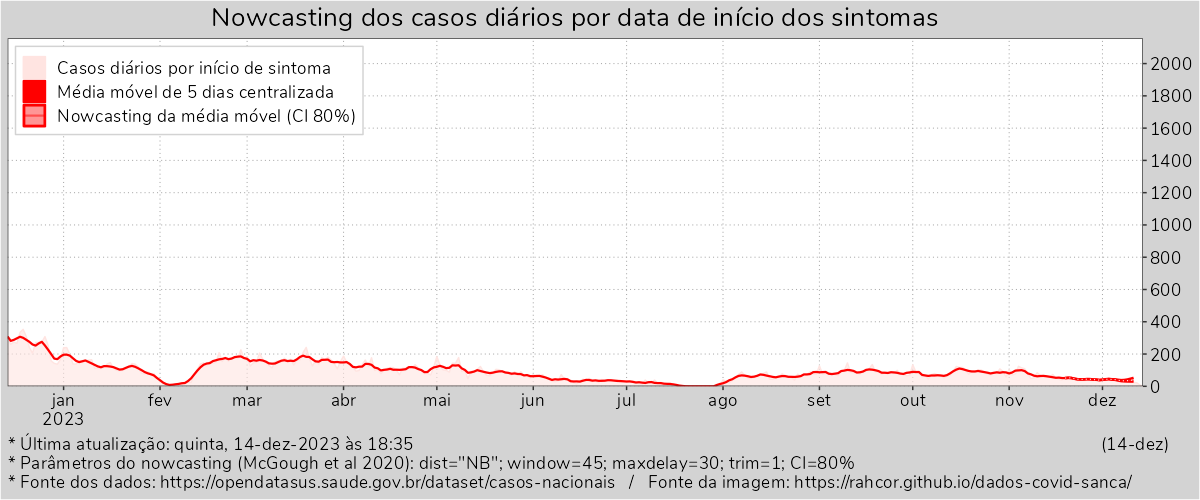 Nowcasting dos casos diários por data de início dos sintomas
Casos diários por início de sintoma
Média móvel de 5 dias centralizada
Nowcasting da média móvel (CI 80%)
2000
1800
1600
1400
1200
1000
800
600
400
200
0
jan fev mar abr mai jun jul ago set out nov dez
2023
* Última atualização: quinta, 14-dez-2023 às 18:35 (14-dez)
* Parâmetros do nowcasting (McGough et al 2020): dist="NB"; window=45; maxdelay=30; trim=1; CI=80%
* Fonte dos dados: https://opendatasus.saude.gov.br/dataset/casos-nacionais / Fonte da imagem: https://rahcor.github.io/dados-covid-sanca/